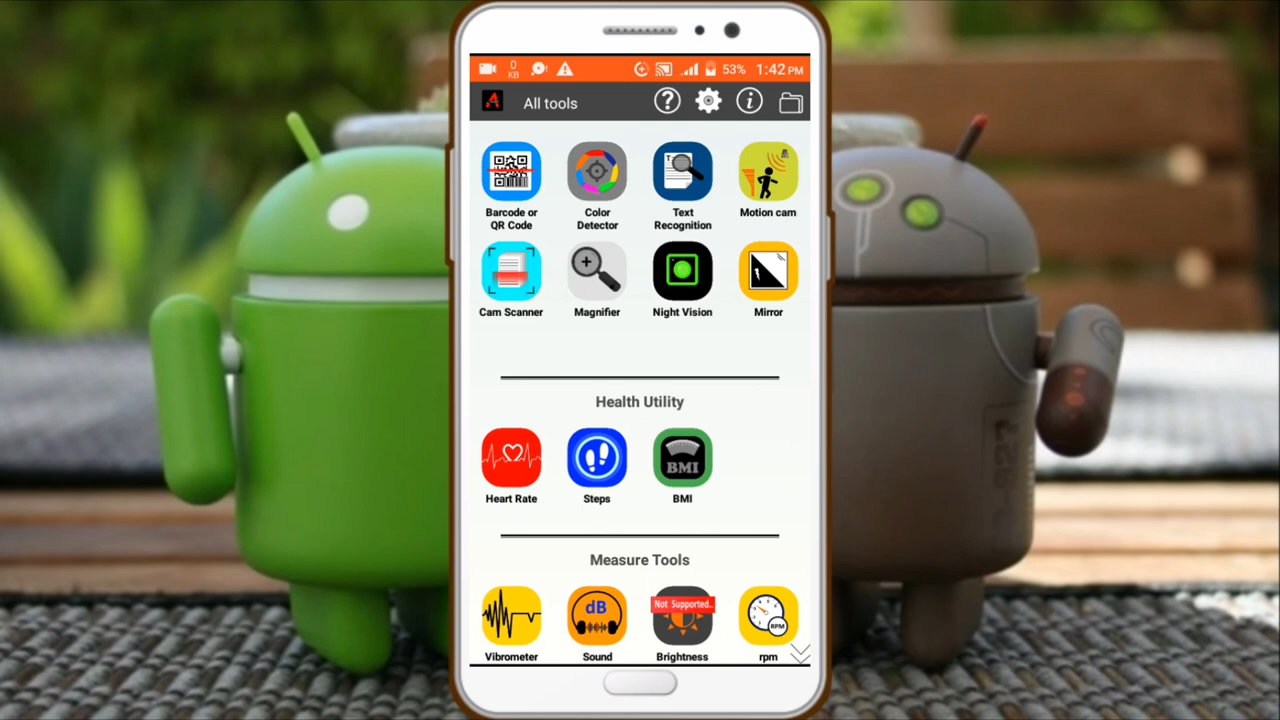 0
KB
53% 1:42 PM
All tools
Barcode or
QR Code
Color
Detector
Text
Recognition
Motion cam
Cam Scanner
Magnifier
Night Vision
Mirror
Health Utility
BMI
Heart Rate
Steps
BMI
Measure Tools
dB
Not Supported..
RPM
Vibrometer
Sound
Brightness
rpm